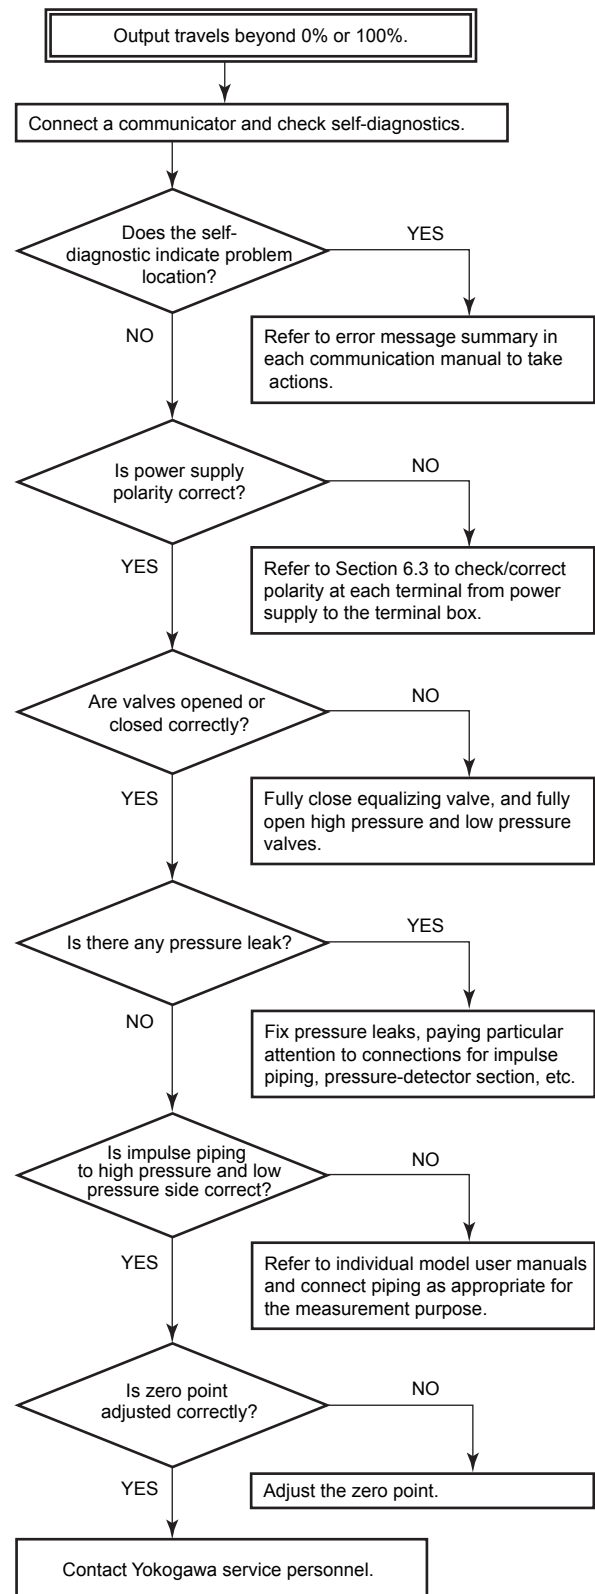 Output travels beyond 0% or 100%.
Connect a communicator and check self-diagnostics.
Does the self-
diagnostic indicate problem
location?
YES
NO
Refer to error message summary in
each communication manual to take
actions.
Is power supply
polarity correct?
NO
YES
Refer to Section 6.3 to check/correct
polarity at each terminal from power
supply to the terminal box.
Are valves opened or
closed correctly?
NO
YES
Fully close equalizing valve, and fully
open high pressure and low pressure
valves.
Is there any pressure leak?
YES
NO
Fix pressure leaks, paying particular
attention to connections for impulse
piping, pressure-detector section, etc.
Is impulse piping
to high pressure and low
pressure side correct?
NO
YES
Refer to individual model user manuals
and connect piping as appropriate for
the measurement purpose.
Is zero point
adjusted correctly?
NO
YES
Adjust the zero point.
Contact Yokogawa service personnel.